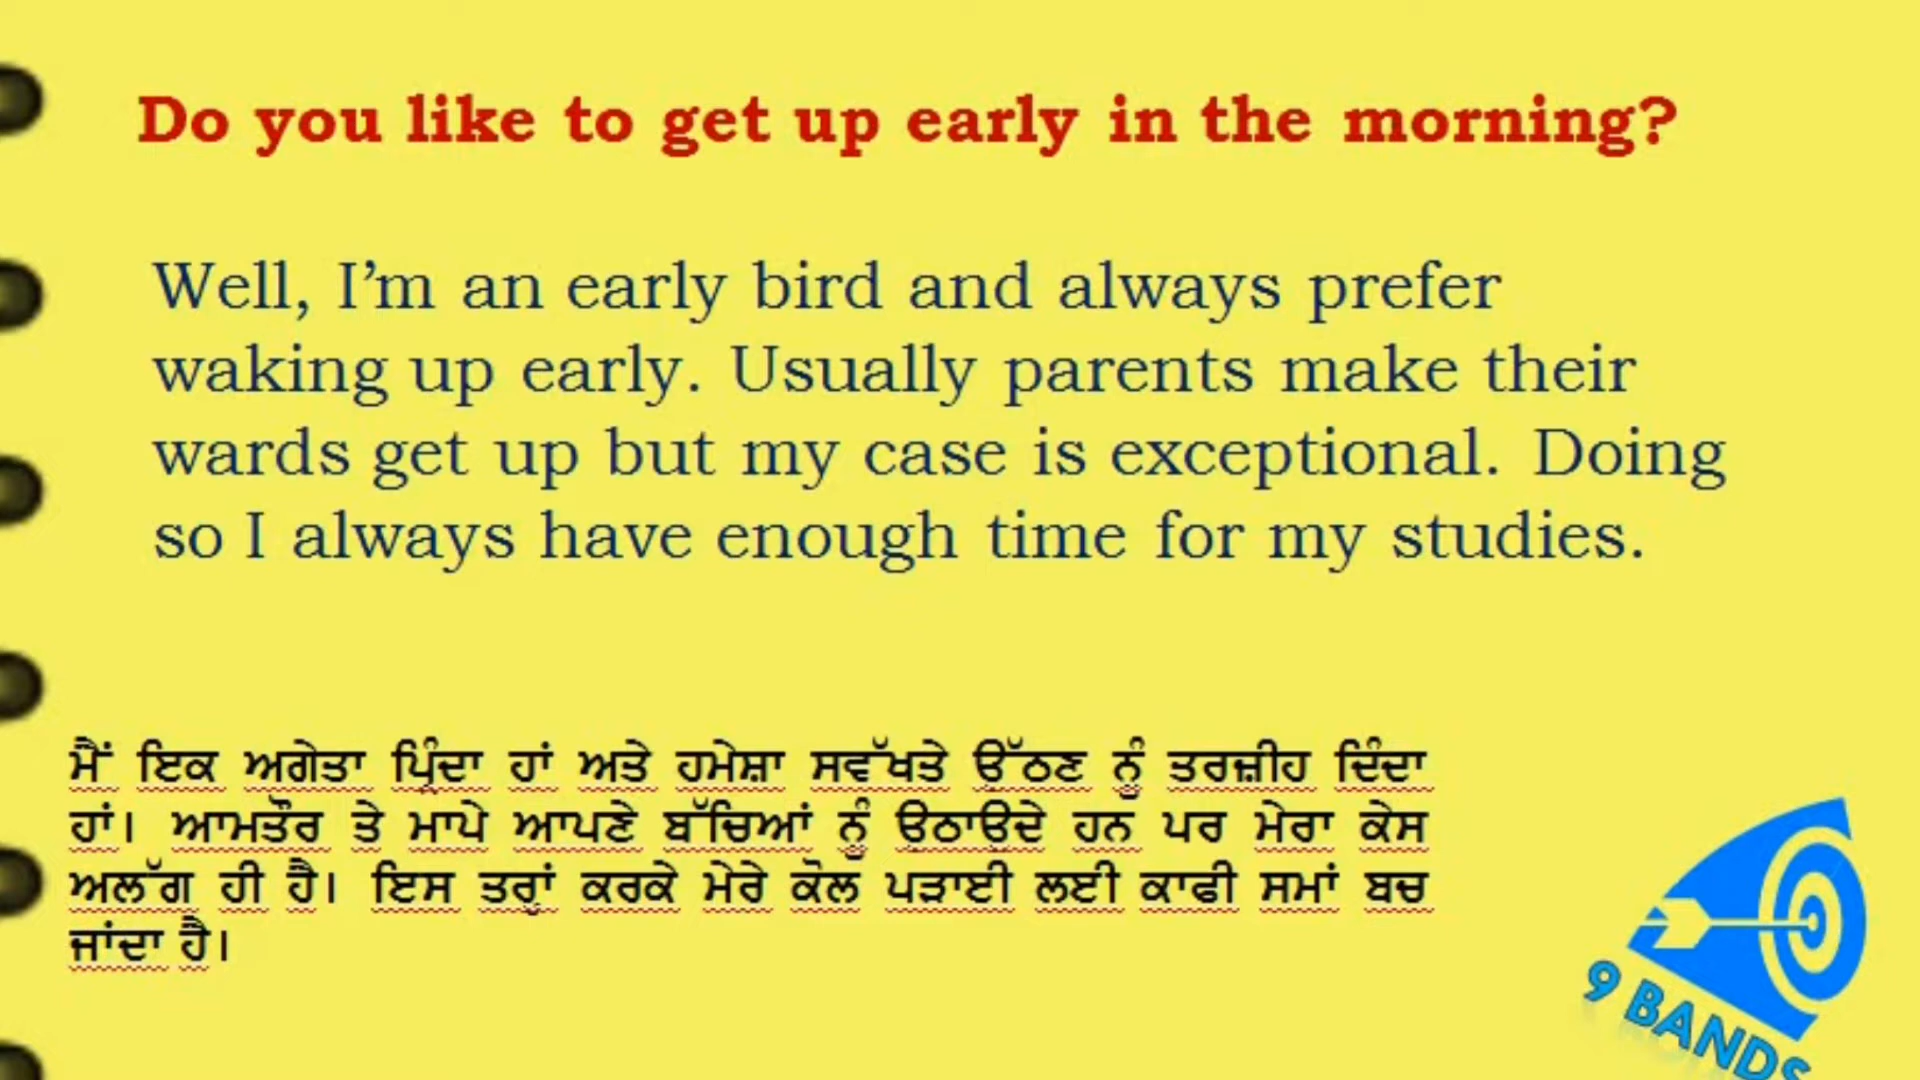 Do you like to get up early in the morning?
Well, I'm an early bird and always prefer
waking up early. Usually parents make their
wards get up but my case is exceptional. Doing
so I always have enough time for my studies.
ਮੈਂ ਇਕ ਅਗੇਤਾ ਪ੍ਰਿੰਦਾ ਹਾਂ ਅਤੇ ਹਮੇਸ਼ਾ ਸਵੱਖਤੇ ਉੱਠਣ ਨੂੰ ਤਰਜ਼ੀਹ ਦਿੰਦਾ
ਹਾਂ। ਆਮਤੌਰ ਤੇ ਮਾਪੇ ਆਪਣੇ ਬੱਚਿਆਂ ਨੂੰ ਉਠਾਉਦੇ ਹਨ ਪਰ ਮੇਰਾ ਕੇਸ
ਅਲੱਗ ਹੀ ਹੈ। ਇਸ ਤਰ੍ਹਾਂ ਕਰਕੇ ਮੇਰੇ ਕੋਲ ਪੜਾਈ ਲਈ ਕਾਫੀ ਸਮਾਂ ਬਚ
ਜਾਂਦਾ ਹੈ।
9 BANDS